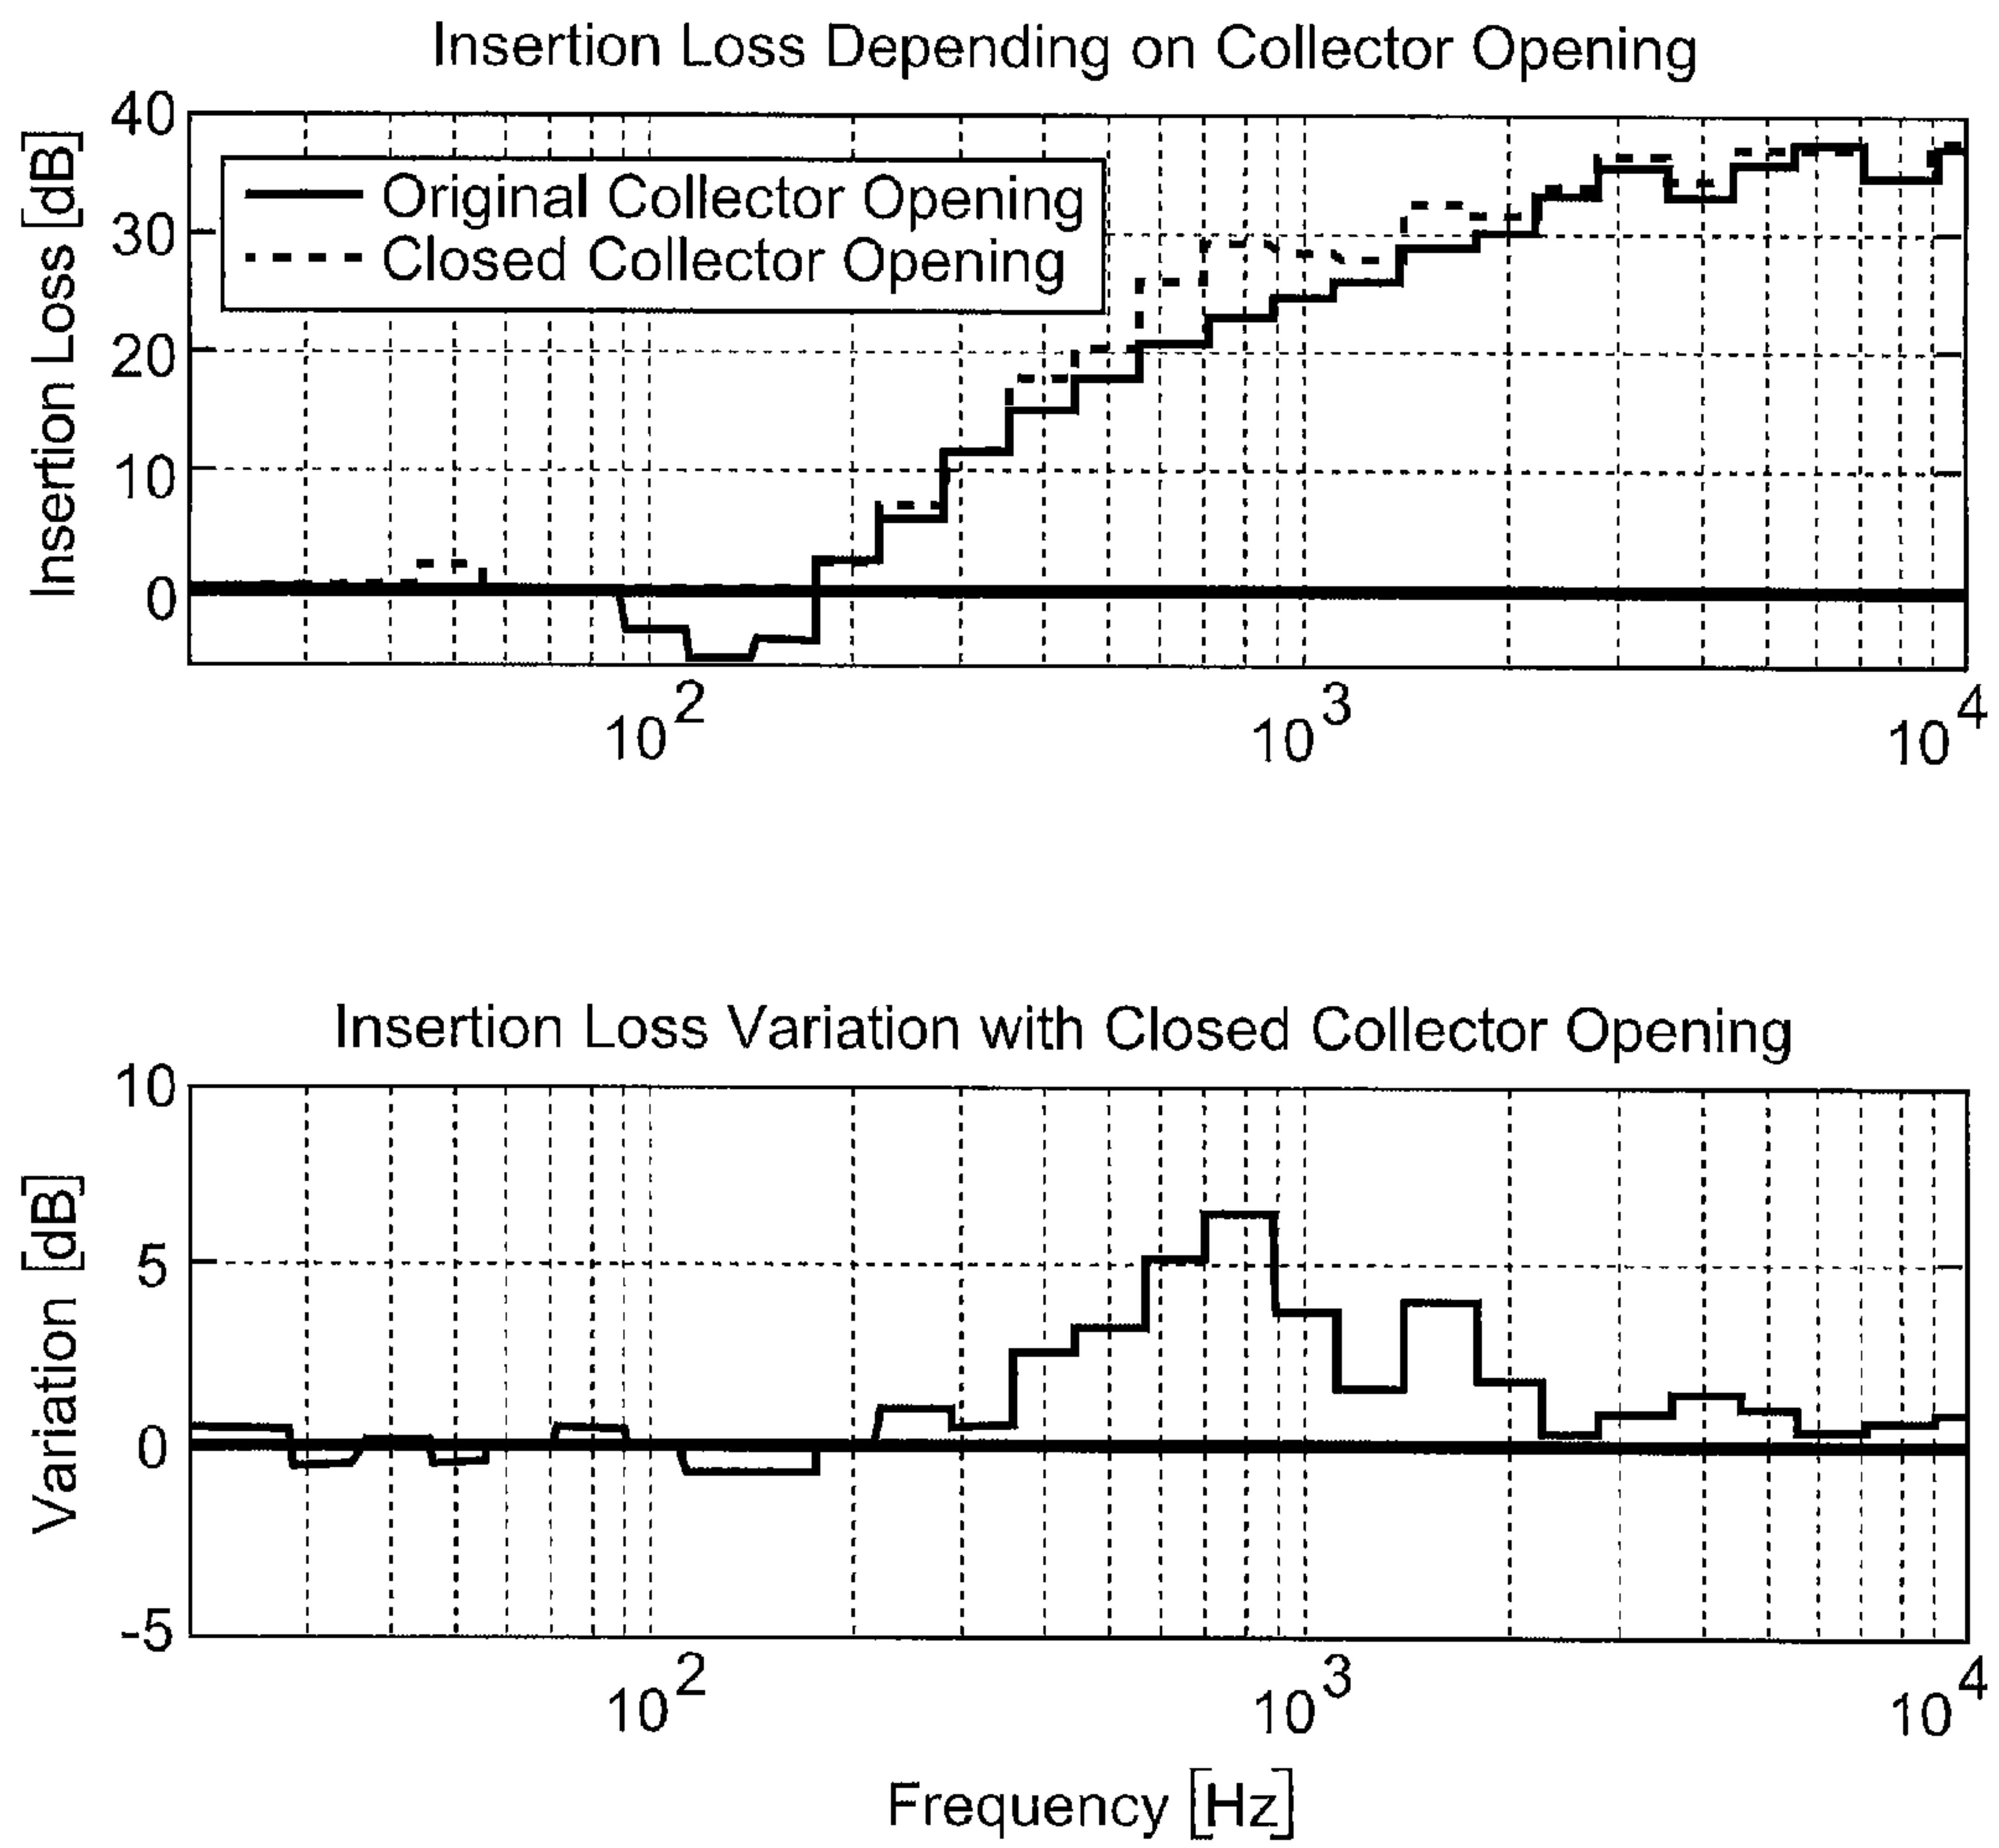 Insertion Loss Depending on Collector Opening
Insertion Loss [dB]
40
30
20
10
0
Original Collector Opening
Closed Collector Opening
10^2
10^3
10^4
Insertion Loss Variation with Closed Collector Opening
Variation [dB]
10
5
0
-5
10^2
10^3
10^4
Frequency [Hz]